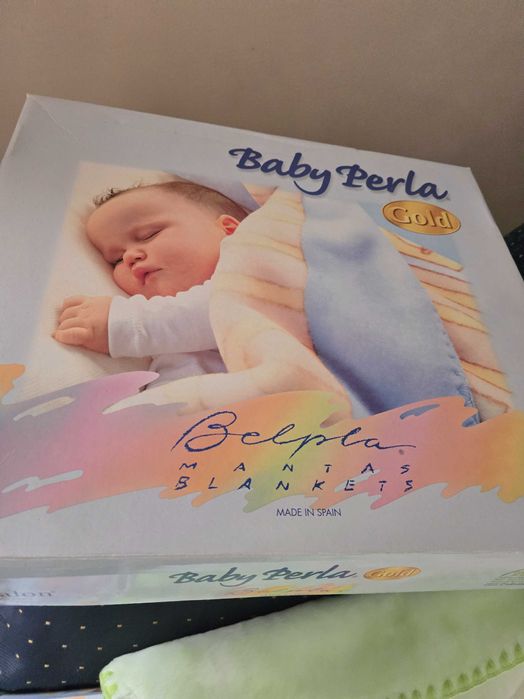 Baby Perla
Gold
Belpla
MANTAS
BLANKETS
MADE IN SPAIN
Baby Perla Gold